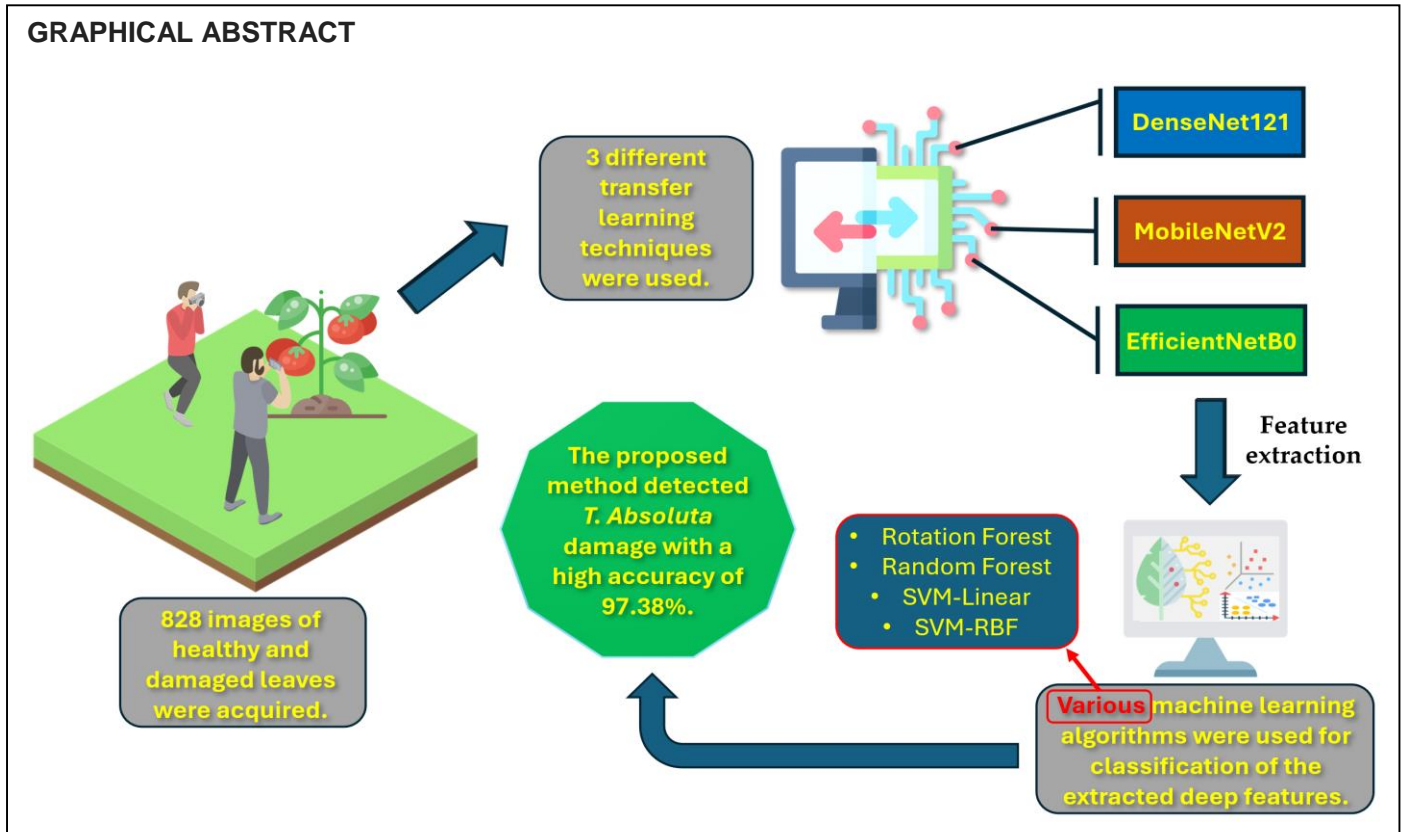 GRAPHICAL ABSTRACT
828 images of
healthy and
damaged leaves
were acquired.
3 different
transfer
learning
techniques
were used.
DenseNet121
MobileNetV2
EfficientNetB0
Feature
extraction
Various machine learning
algorithms were used for
classification of the
extracted deep features.
• Rotation Forest
• Random Forest
• SVM-Linear
• SVM-RBF
The proposed
method detected
T. Absoluta
damage with a
high accuracy of
97.38%.